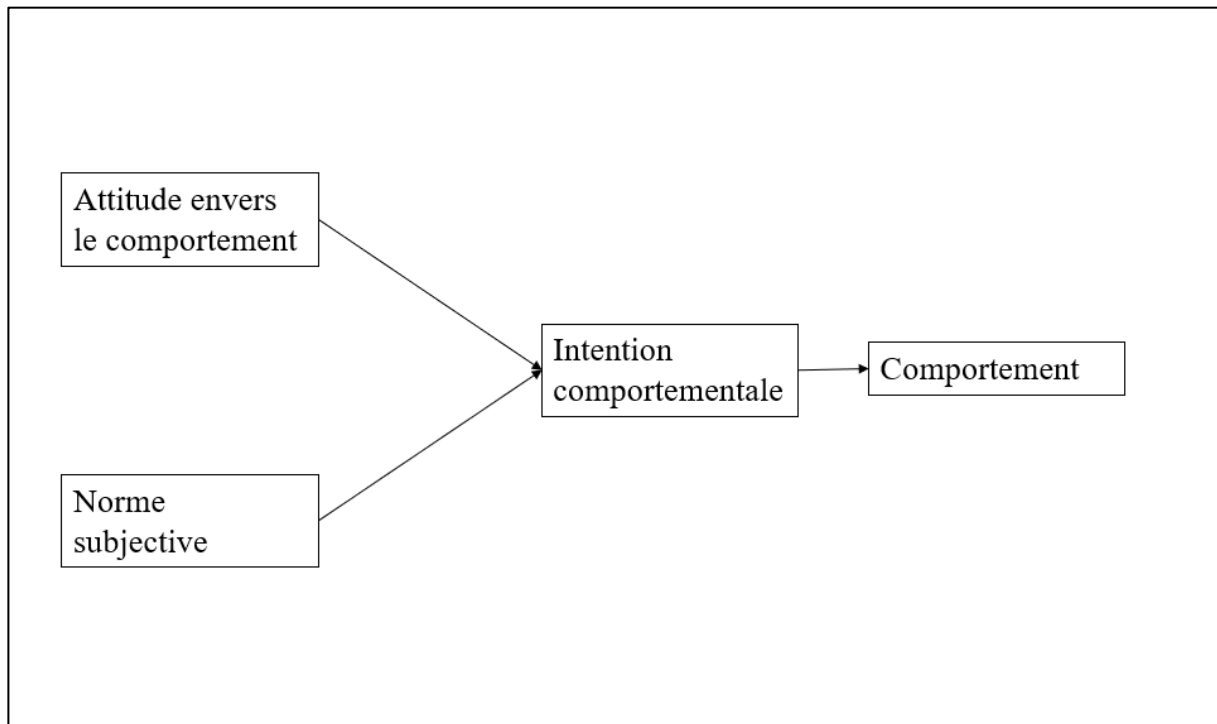 Attitude envers
le comportement
Intention
comportementale
Comportement
Norme
subjective